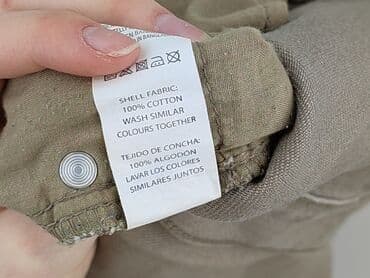 SHELL FABRIC:
100% COTTON
WASH SIMILAR
COLOURS TOGETHER
TEJIDO DE CONCHA:
100% ALGODÓN
LAVAR LOS COLORES
SIMILARES JUNTOS